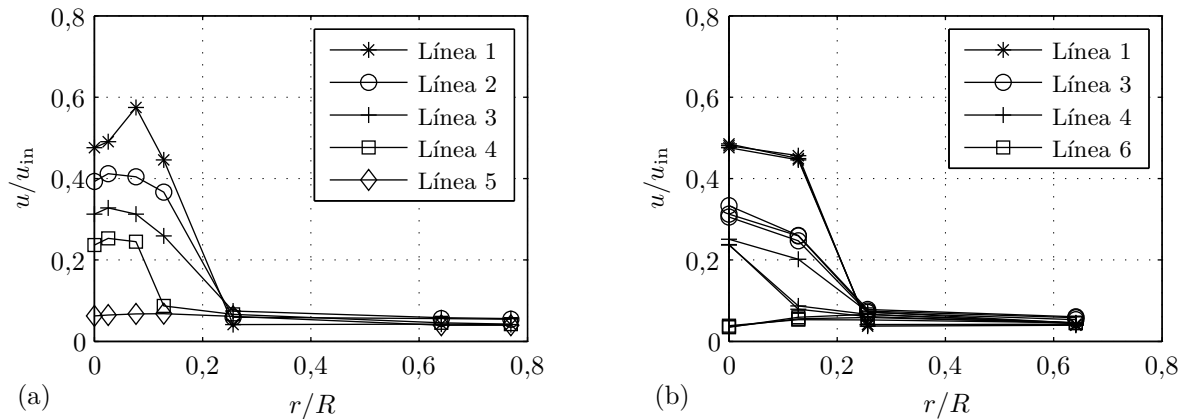 0,8
0,6
0,4
0,2
0
u/u_in
Línea 1
Línea 2
Línea 3
Línea 4
Línea 5
0 0,2 0,4 0,6 0,8
r/R
(a)
0,8
0,6
0,4
0,2
0
u/u_in
Línea 1
Línea 3
Línea 4
Línea 6
0 0,2 0,4 0,6 0,8
r/R
(b)